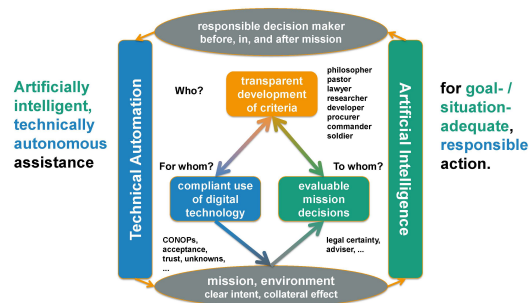 responsible decision maker
before, in, and after mission
Artificially
intelligent,
technically
autonomous
assistance
Technical Automation
Who?
transparent
development
of criteria
philosopher
pastor
lawyer
researcher
developer
procurer
commander
soldier
Artificial Intelligence
for goal- /
situation-
adequate,
responsible
action.
For whom?
To whom?
compliant use
of digital
technology
evaluable
mission
decisions
CONOPs,
acceptance,
trust, unknowns,
...
legal certainty,
adviser, ...
mission, environment
clear intent, collateral effect